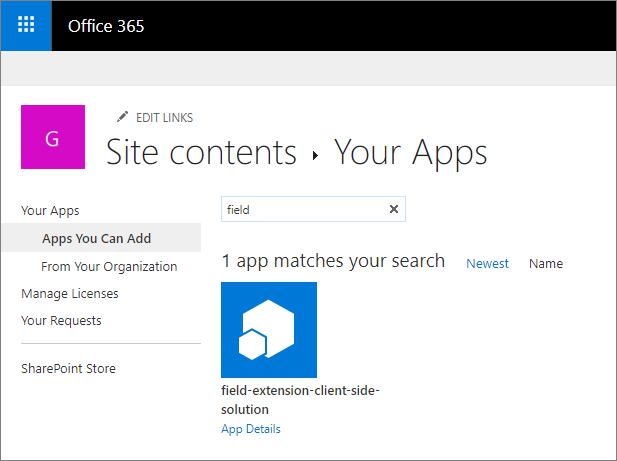 Office 365
G
EDIT LINKS
Site contents ▸ Your Apps
Your Apps
Apps You Can Add
From Your Organization
Manage Licenses
Your Requests
SharePoint Store
field
1 app matches your search Newest Name
field-extension-client-side-
solution
App Details